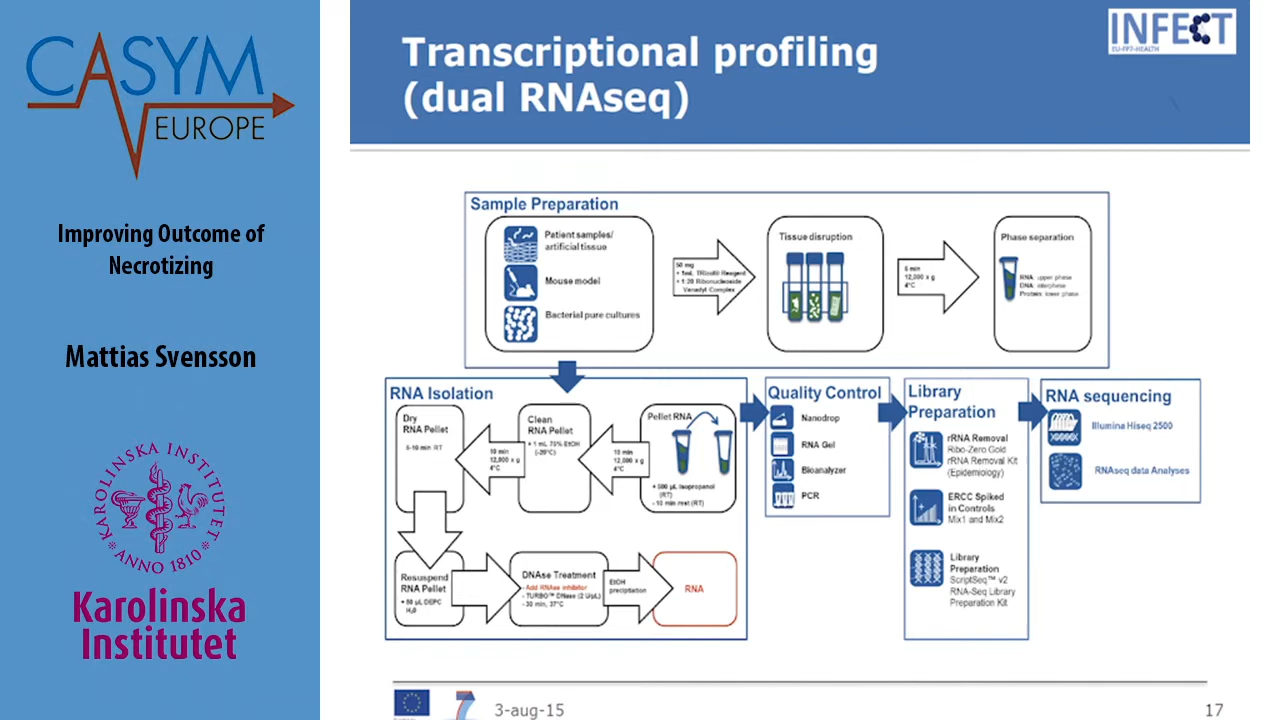 CASYM
EUROPE
Improving Outcome of
Necrotizing
Mattias Svensson
KAROLINSKA INSTITUTET
ANNO 1810
Karolinska
Institutet
INFECT
EU-FP7-HEALTH
Transcriptional profiling
(dual RNAseq)
Sample Preparation
Patient samples/
artificial tissue
Mouse model
Bacterial pure cultures
50 mg
+ 1mL TRIzol® Reagent
+ 1:20 Ribonucleoside
Vanadyl Complex
Tissue disruption
12,000 x g
4°C
Phase separation
RNA: upper phase
DNA: interphase
Protein: lower phase
RNA Isolation
Dry
RNA Pellet
5-10 min RT
10 min
12,000 x g
4°C
Clean
RNA Pellet
+ 1 mL 75% EtOH
(-20°C)
10 min
12,000 x g
4°C
Pellet RNA
+ 500 µL Isopropanol
(RT)
- 10 min rest (RT)
Resuspend
RNA Pellet
DEPC
H₂O
DNAse Treatment
- Add RNAse inhibitor
- TURBO™ DNase (2 U/µL)
- 30 min, 37°C
EtOH
precipitation
RNA
Quality Control
Nanodrop
RNA Gel
Bioanalyzer
PCR
Library
Preparation
rRNA Removal
Ribo-Zero Gold
rRNA Removal Kit
(Epidemiology)
ERCC Spiked
in Controls
Mix1 and Mix2
Library
Preparation
ScriptSeq™ v2
RNA-Seq Library
Preparation Kit
RNA sequencing
Illumina Hiseq 2500
RNAseq data Analyses
3-aug-15
17